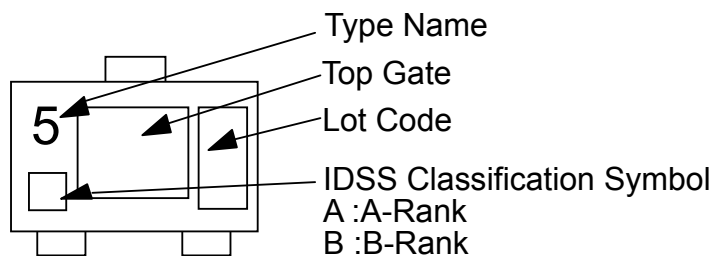 Type Name
Top Gate
5
Lot Code
IDSS Classification Symbol
A :A-Rank
B :B-Rank